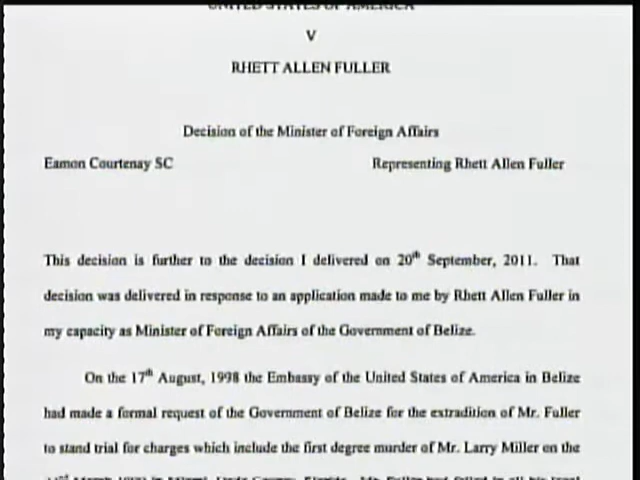 UNITED STATES OF AMERICA
V
RHETT ALLEN FULLER
Decision of the Minister of Foreign Affairs
Eamon Courtenay SC Representing Rhett Allen Fuller
This decision is further to the decision I delivered on 20th September, 2011. That
decision was delivered in response to an application made to me by Rhett Allen Fuller in
my capacity as Minister of Foreign Affairs of the Government of Belize.
On the 17th August, 1998 the Embassy of the United States of America in Belize
had made a formal request of the Government of Belize for the extradition of Mr. Fuller
to stand trial for charges which include the first degree murder of Mr. Larry Miller on the